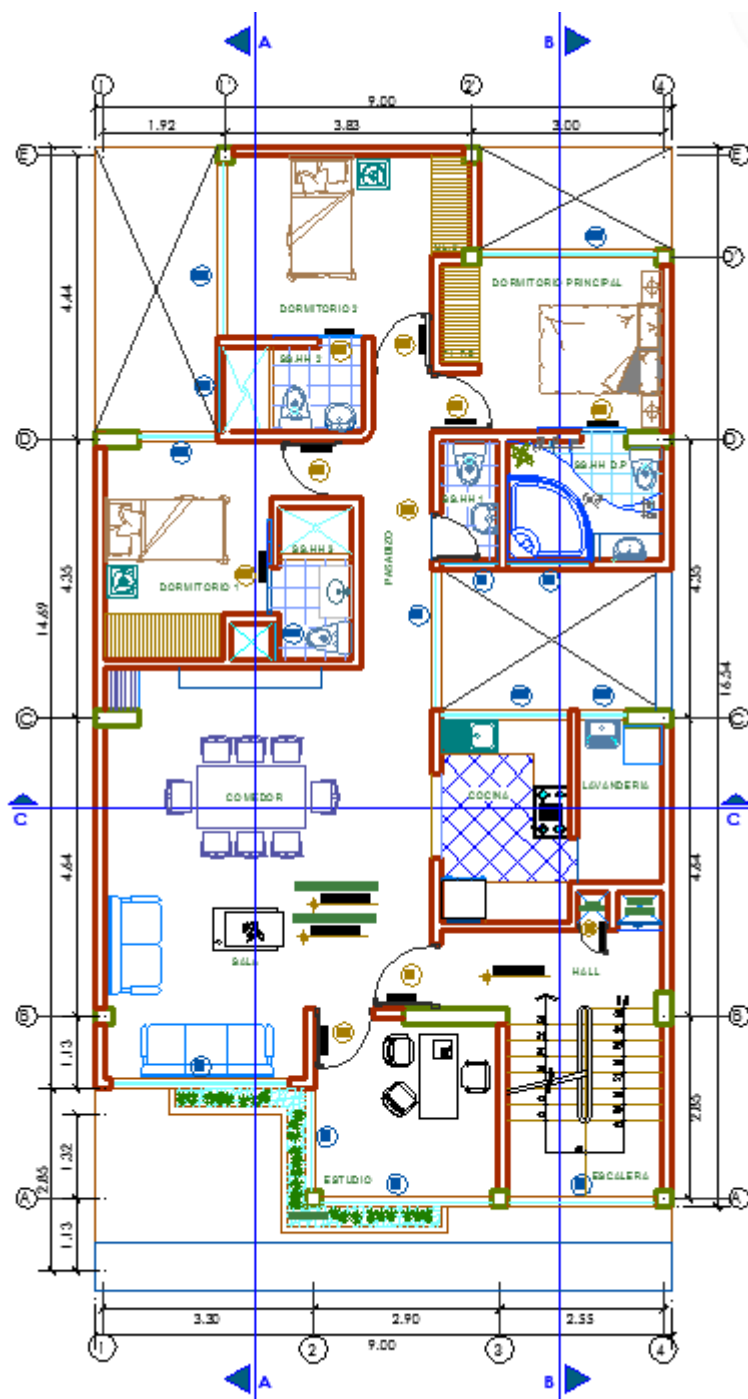 A B
1 1' 2' 4'
9.00
1.92 3.83 3.00
E E'
D'
DORMITORIO PRINCIPAL
4.44
SS.HH 2
D D'
SS.HH D.P
SS.HH 1
PASADIZO
SS.HH 3
DORMITORIO 1
4.35 4.35
14.69
16.54
C C'
COMEDOR
COCINA
LAVANDERIA
C C
4.64 4.64
SALA
HALL
B B'
1.13
2.85
1.32
2.85
ESTUDIO
ESCALERA
A A'
1.13
3.30 2.90 2.55
9.00
1 2 3 4
A B